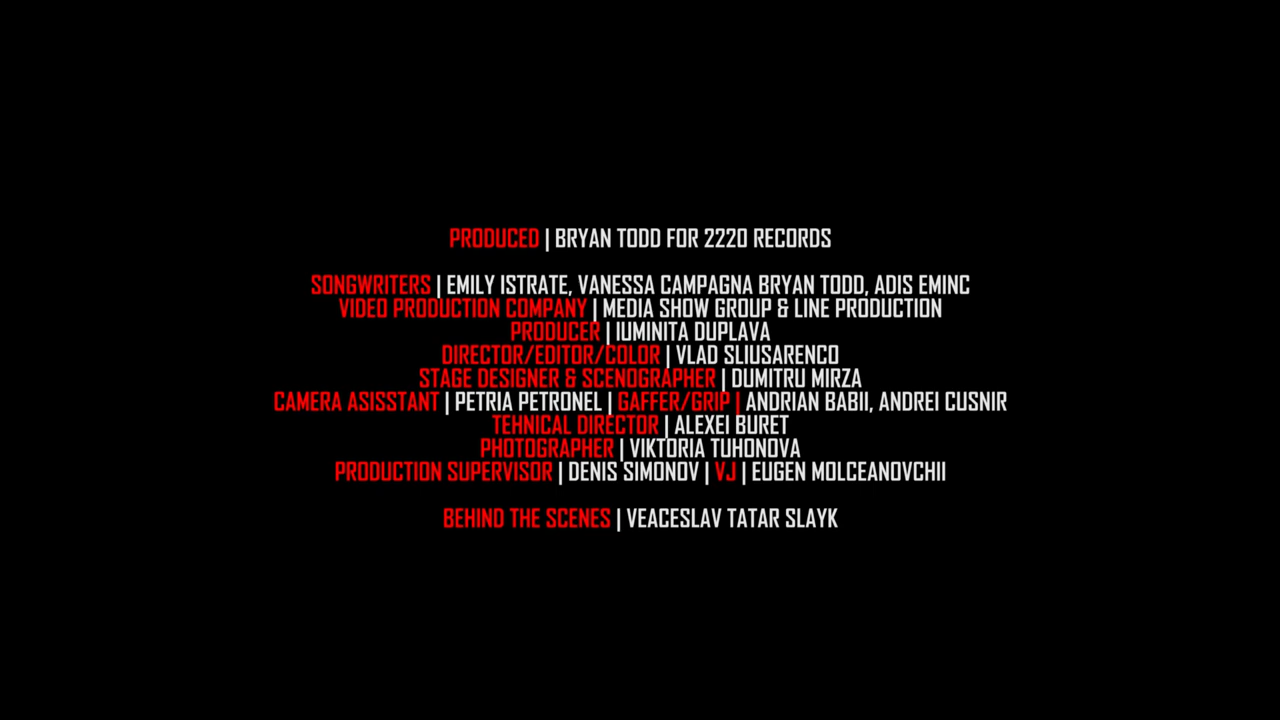 PRODUCED | BRYAN TODD FOR 2220 RECORDS
SONGWRITERS | EMILY ISTRATE, VANESSA CAMPAGNA BRYAN TODD, ADIS EMINC
VIDEO PRODUCTION COMPANY | MEDIA SHOW GROUP & LINE PRODUCTION
PRODUCER | IUMINITA DUPLAVA
DIRECTOR/EDITOR/COLOR | VLAD SLIUSARENCO
STAGE DESIGNER & SCENOGRAPHER | DUMITRU MIRZA
CAMERA ASISSTANT | PETRIA PETRONEL | GAFFER/GRIP | ANDRIAN BABII, ANDREI CUSNIR
TEHNICAL DIRECTOR | ALEXEI BURET
PHOTOGRAPHER | VIKTORIA TUHONOVA
PRODUCTION SUPERVISOR | DENIS SIMONOV | VJ | EUGEN MOLCEANOVCHII
BEHIND THE SCENES | VEACESLAV TATAR SLAYK